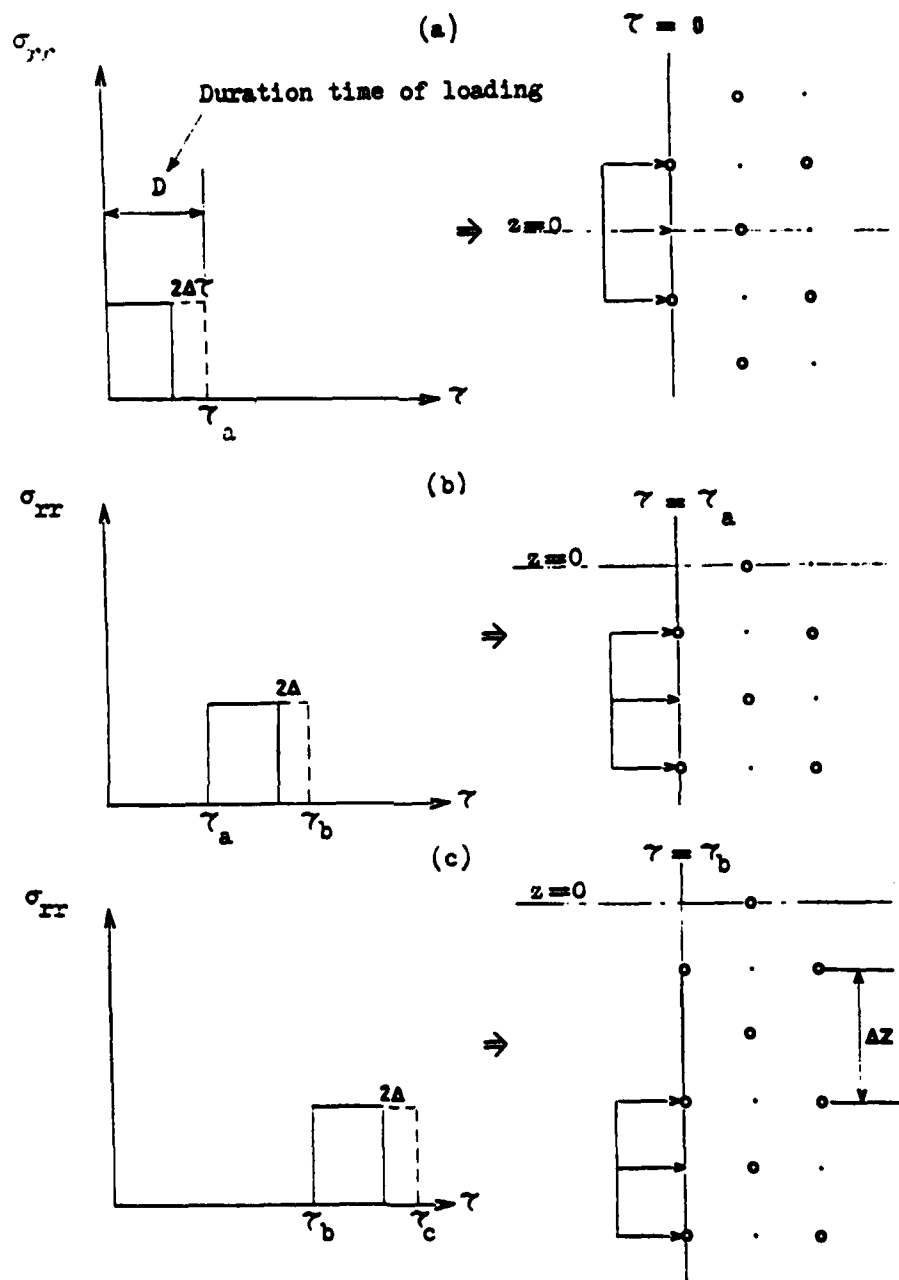 (a)
τ = 0
σrr
Duration time of loading
D
⇒
z=0
2Δτ
τ
τa
(b)
σrr
τ = τa
z=0
⇒
2Δ
τ
τa
τb
(c)
τ = τb
σrr
z=0
⇒
ΔZ
2Δ
τ
τb
τc